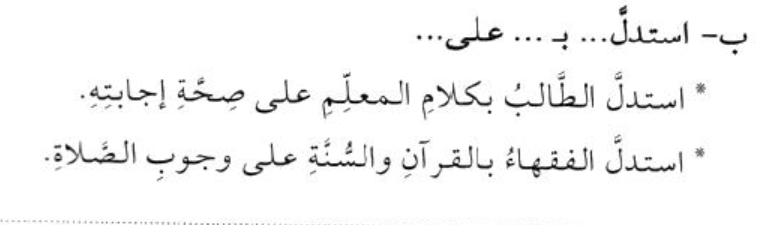 ب- استدلَّ... بـ ... على...
* استدلَّ الطَّالبُ بكلامِ المعلِّمِ على صِحَّةِ إجابتِهِ.
* استدلَّ الفقهاءُ بالقرآنِ والسُّنَّةِ على وجوبِ الصَّلاةِ.